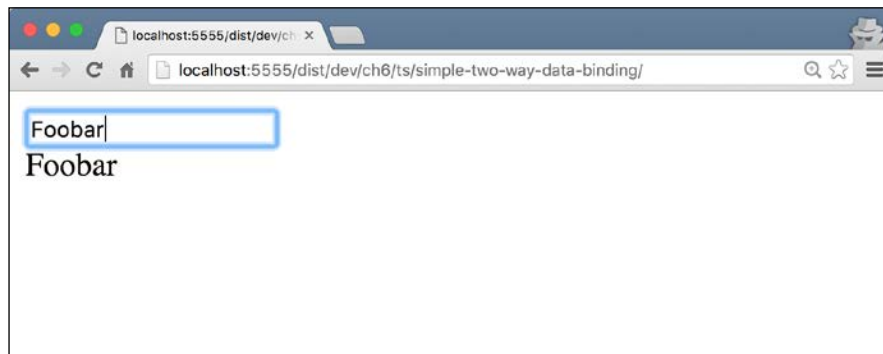 localhost:5555/dist/dev/ch
localhost:5555/dist/dev/ch6/ts/simple-two-way-data-binding/
Foobar
Foobar